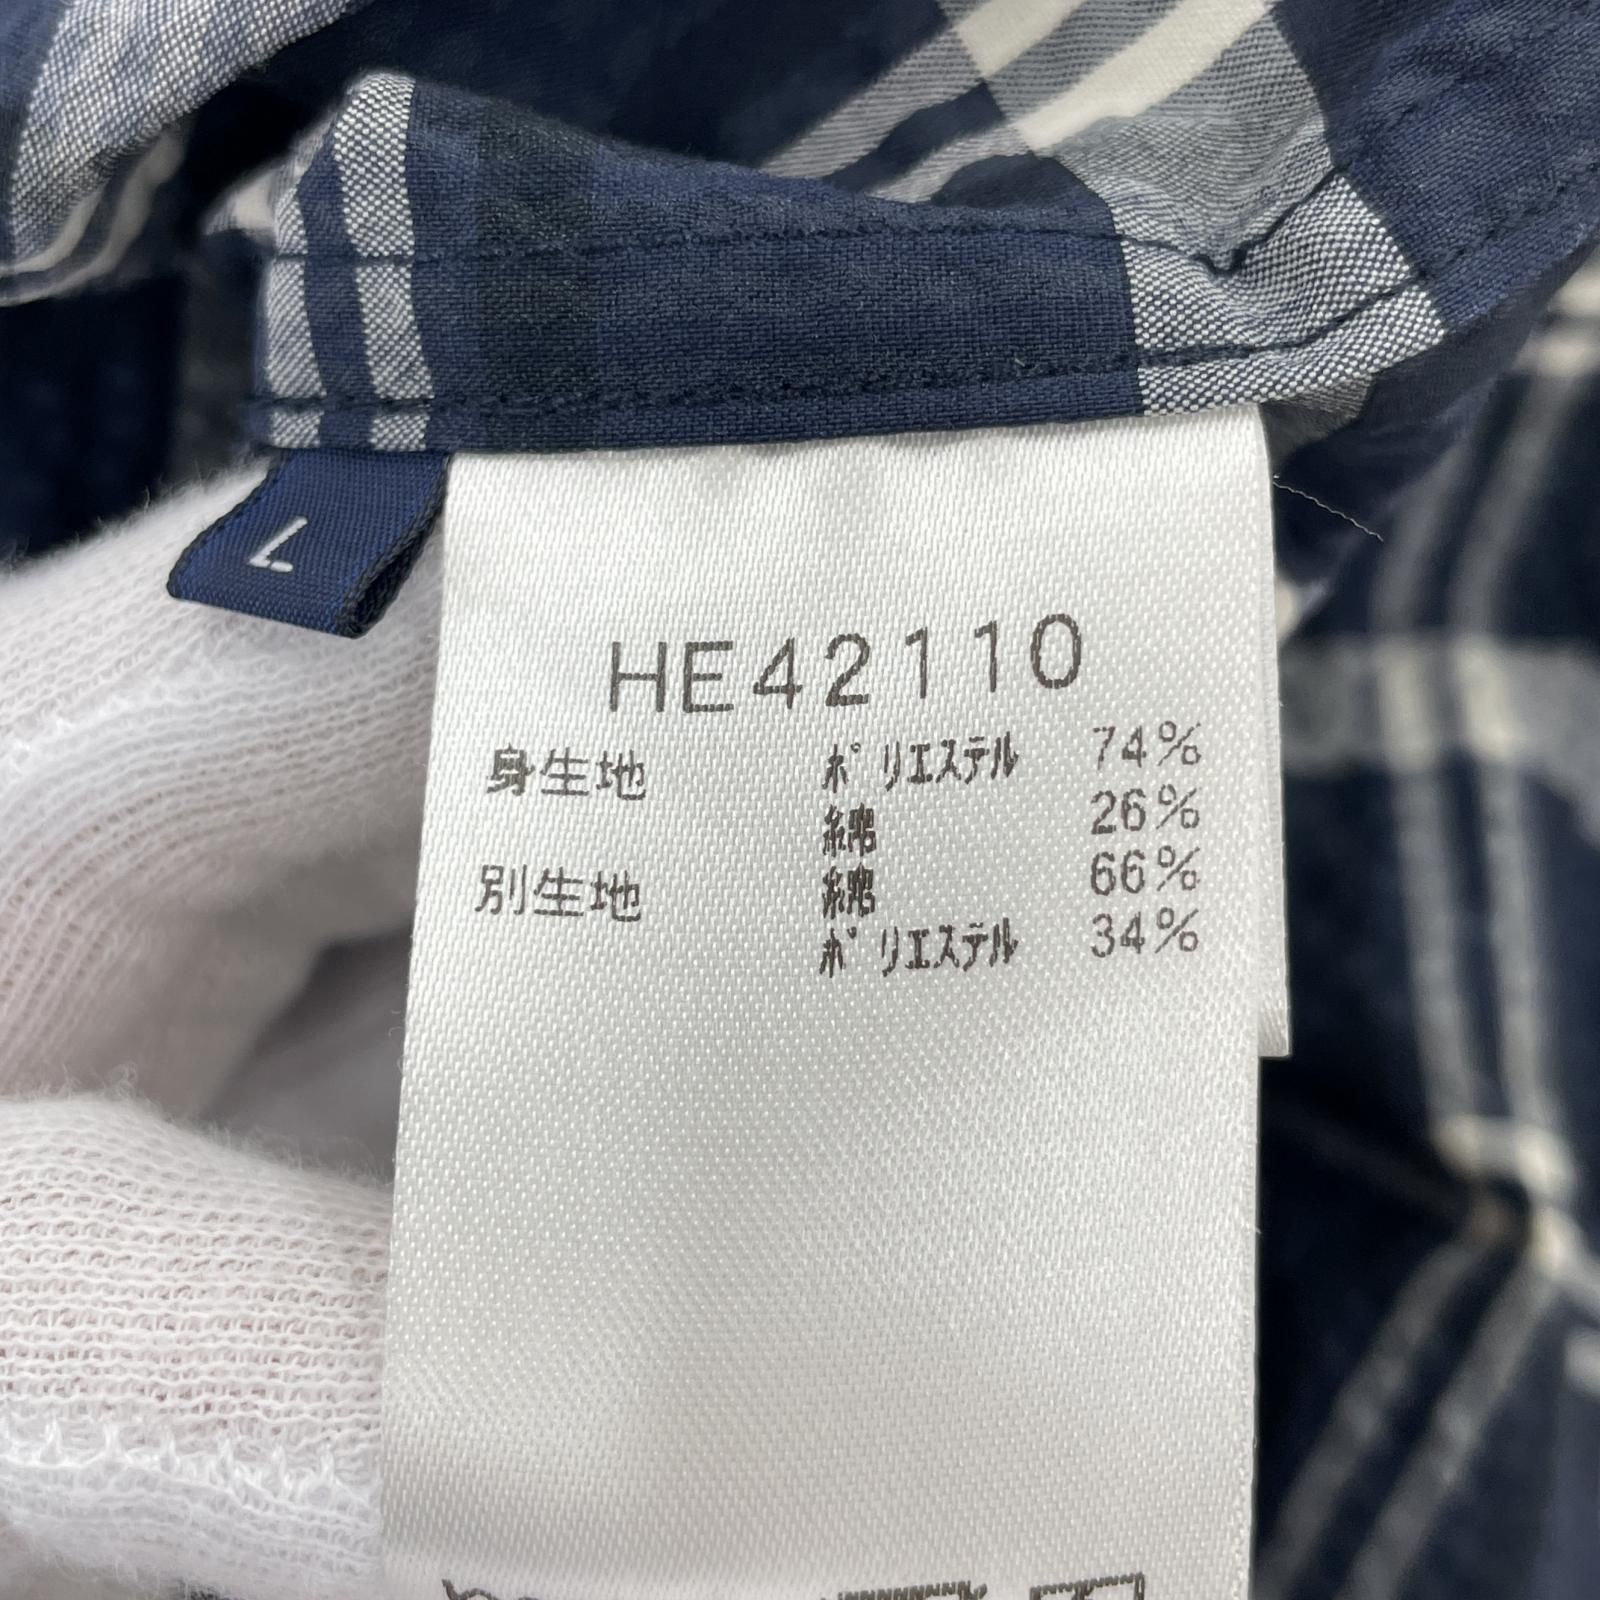 L
HE42110
身生地 ポリエステル 74%
綿 26%
別生地 綿 66%
ポリエステル 34%